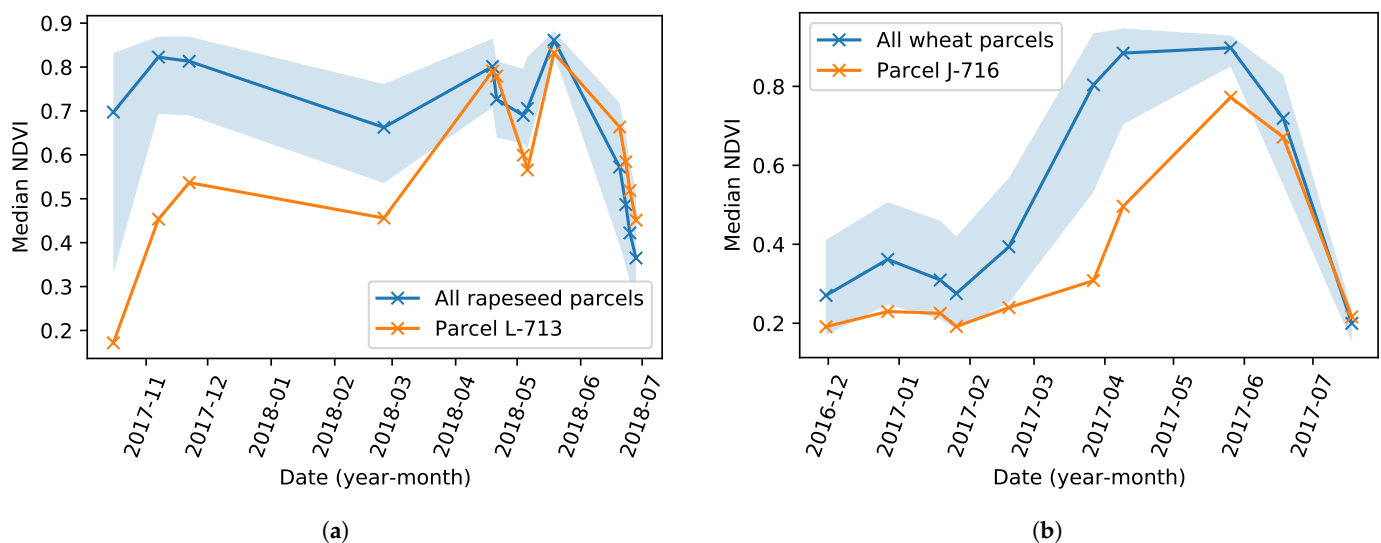 0.9
0.8
0.7
0.6
0.5
0.4
0.3
0.2
Median NDVI
All rapeseed parcels
Parcel L-713
2017-11
2017-12
2018-01
2018-02
2018-03
2018-04
2018-05
2018-06
2018-07
Date (year-month)
(a)
All wheat parcels
Parcel J-716
0.8
0.6
0.4
0.2
Median NDVI
2016-12
2017-01
2017-02
2017-03
2017-04
2017-05
2017-06
2017-07
Date (year-month)
(b)